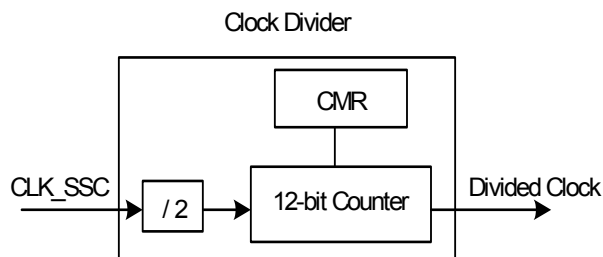 Clock Divider
CMR
CLK_SSC
/ 2
12-bit Counter
Divided Clock